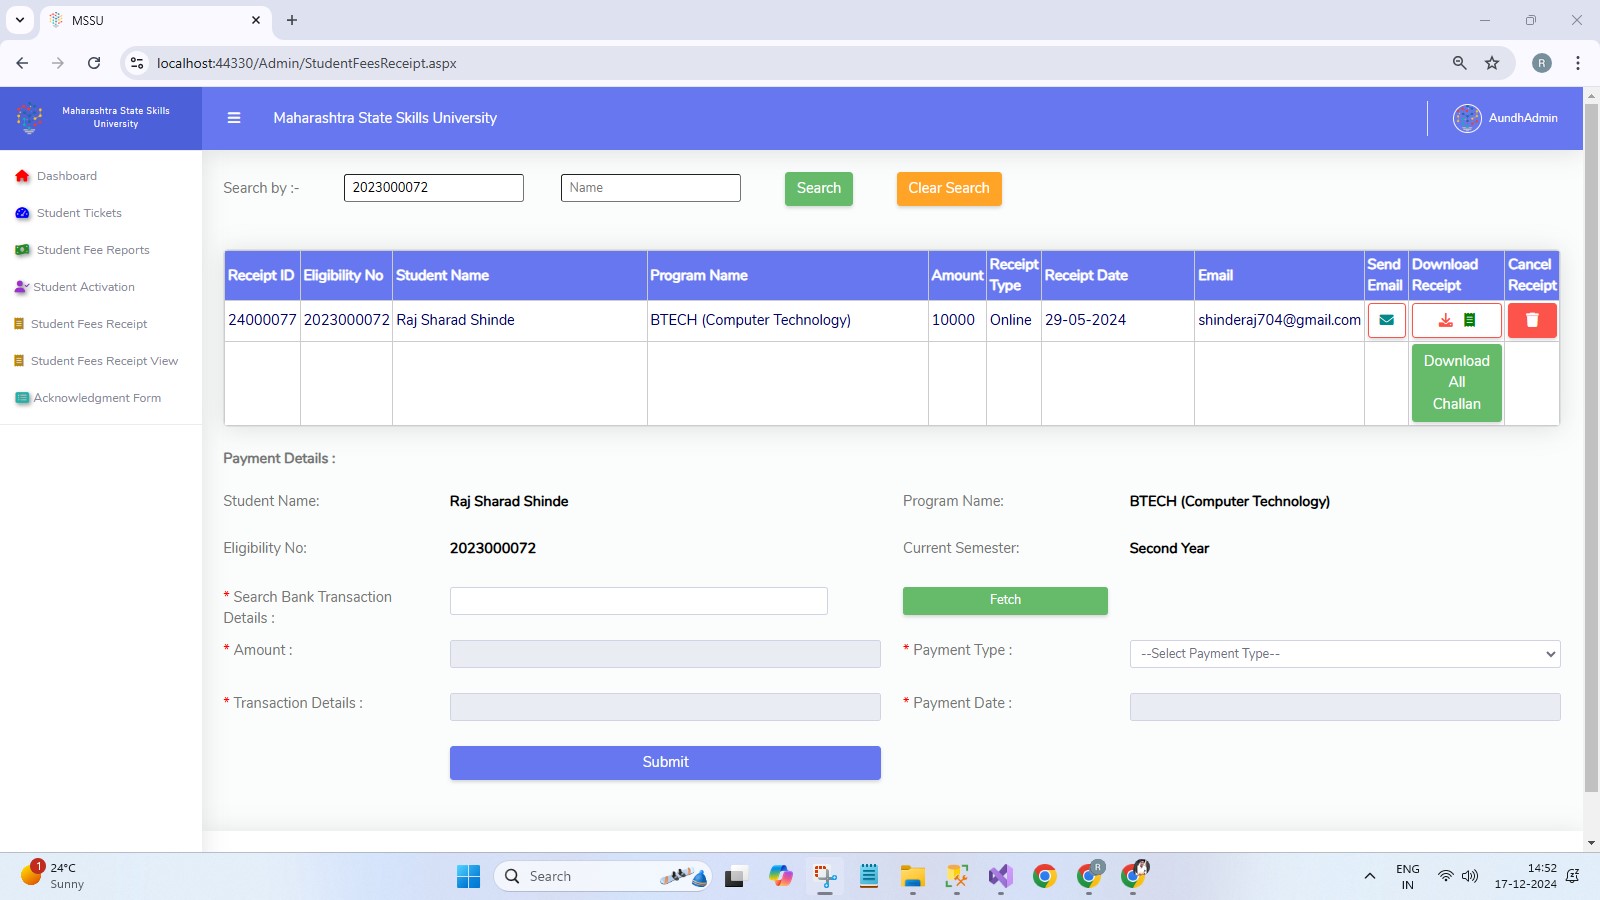 MSSU
localhost:44330/Admin/StudentFeesReceipt.aspx
R
Maharashtra State Skills
University
Maharashtra State Skills University
AundhAdmin
Dashboard
Student Tickets
Student Fee Reports
Student Activation
Student Fees Receipt
Student Fees Receipt View
Acknowledgment Form
Search by :-
2023000072
Name
Search
Clear Search
Receipt ID Eligibility No Student Name Program Name Amount Receipt Type Receipt Date Email Send Email Download Receipt Cancel Receipt
24000077 2023000072 Raj Sharad Shinde BTECH (Computer Technology) 10000 Online 29-05-2024 shinderaj704@gmail.com
Download
All
Challan
Payment Details :
Student Name: Raj Sharad Shinde Program Name: BTECH (Computer Technology)
Eligibility No: 2023000072 Current Semester: Second Year
* Search Bank Transaction
Details :
Fetch
* Amount : * Payment Type : --Select Payment Type--
* Transaction Details : * Payment Date :
Submit
1
24°C
Sunny
Search
R
ENG
IN
14:52
17-12-2024